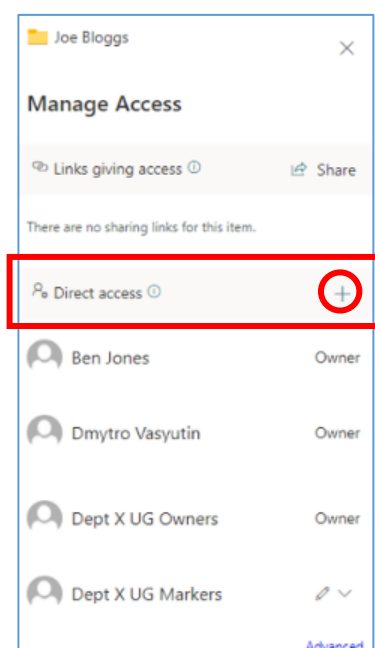 Joe Bloggs
Manage Access
Links giving access Share
There are no sharing links for this item.
Direct access
Ben Jones Owner
Dmytro Vasyutin Owner
Dept X UG Owners Owner
Dept X UG Markers
Advanced